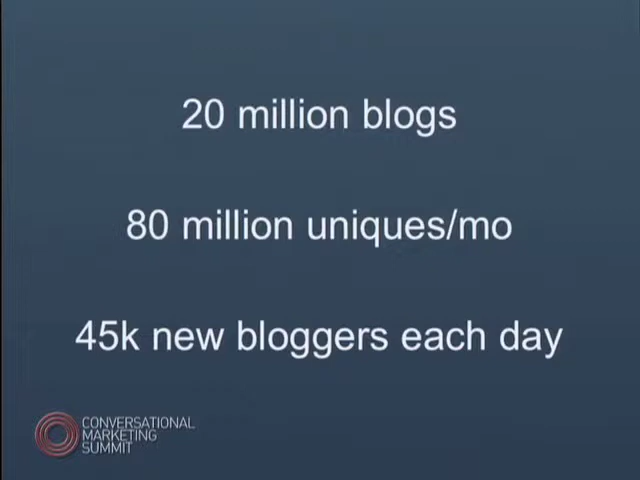 20 million blogs
80 million uniques/mo
45k new bloggers each day
CONVERSATIONAL
MARKETING
SUMMIT